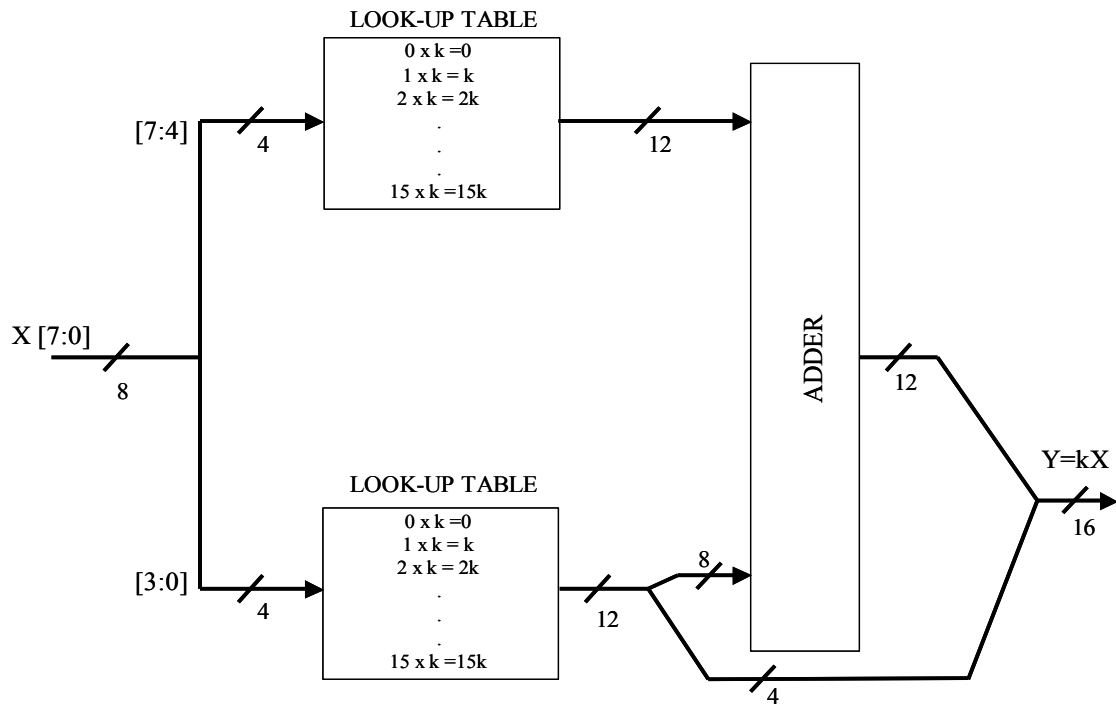 LOOK-UP TABLE
0 x k =0
1 x k = k
2 x k = 2k
.
.
.
15 x k =15k
[7:4]
4
12
X [7:0]
8
ADDER
12
Y=kX
16
LOOK-UP TABLE
0 x k =0
1 x k = k
2 x k = 2k
.
.
.
15 x k =15k
[3:0]
4
12
8
4